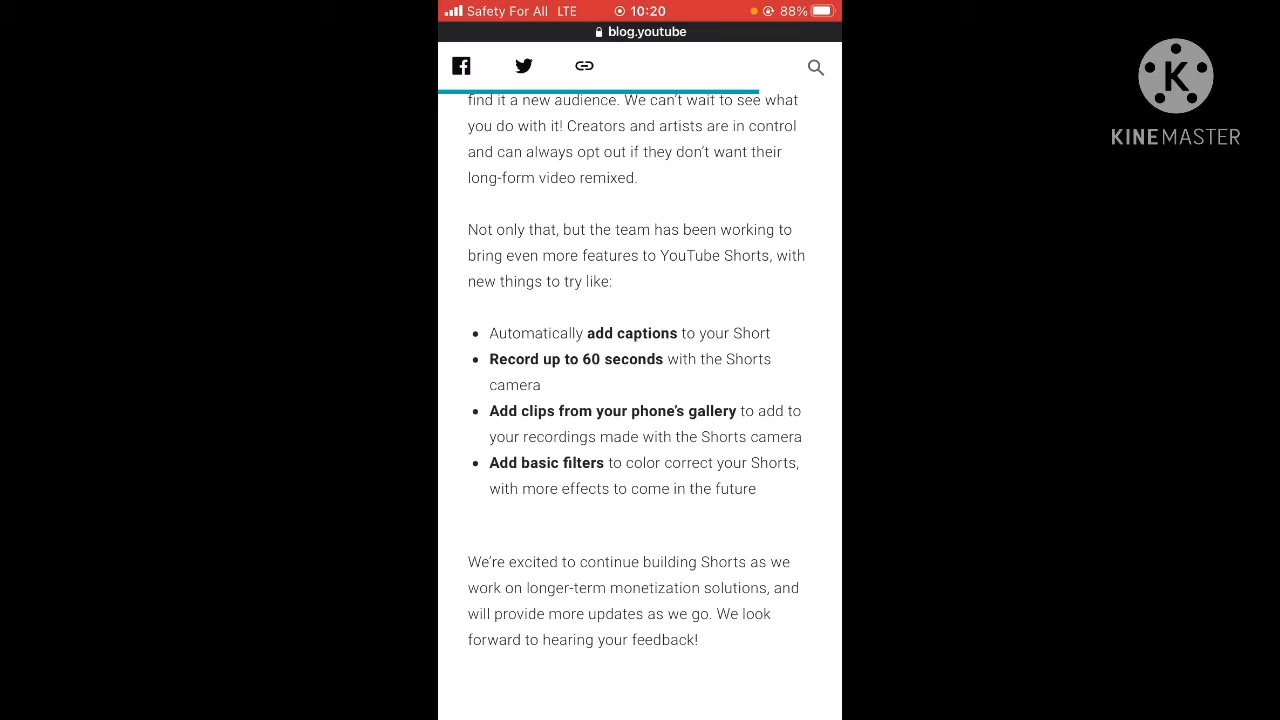 Safety For All LTE 10:20 88%
blog.youtube
find it a new audience. We can't wait to see what
you do with it! Creators and artists are in control
and can always opt out if they don't want their
long-form video remixed.
Not only that, but the team has been working to
bring even more features to YouTube Shorts, with
new things to try like:
• Automatically add captions to your Short
• Record up to 60 seconds with the Shorts
camera
• Add clips from your phone's gallery to add to
your recordings made with the Shorts camera
• Add basic filters to color correct your Shorts,
with more effects to come in the future
We're excited to continue building Shorts as we
work on longer-term monetization solutions, and
will provide more updates as we go. We look
forward to hearing your feedback!
K
KINEMASTER